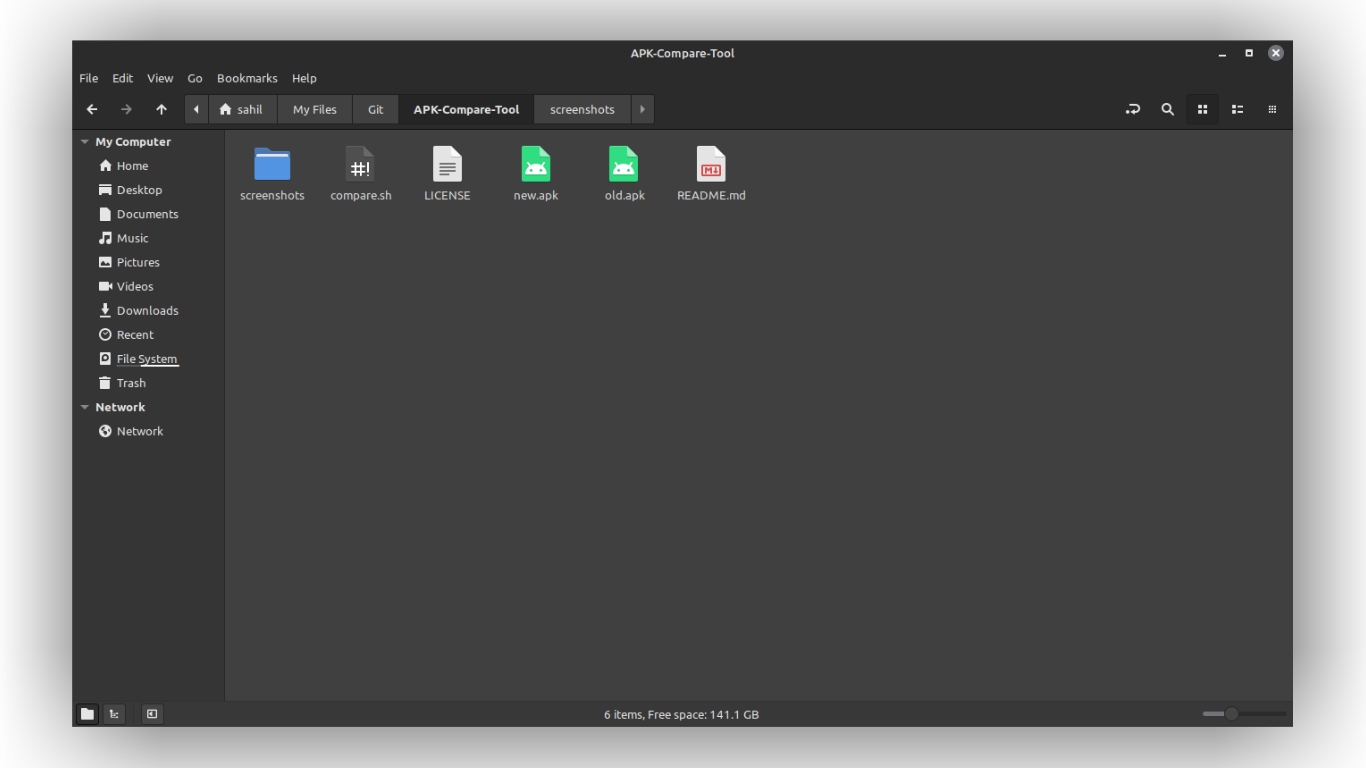 APK-Compare-Tool
File Edit View Go Bookmarks Help
sahil My Files Git APK-Compare-Tool screenshots
My Computer
Home
Desktop
Documents
Music
Pictures
Videos
Downloads
Recent
File System
Trash
Network
Network
#! M
screenshots compare.sh LICENSE new.apk old.apk README.md
6 items, Free space: 141.1 GB